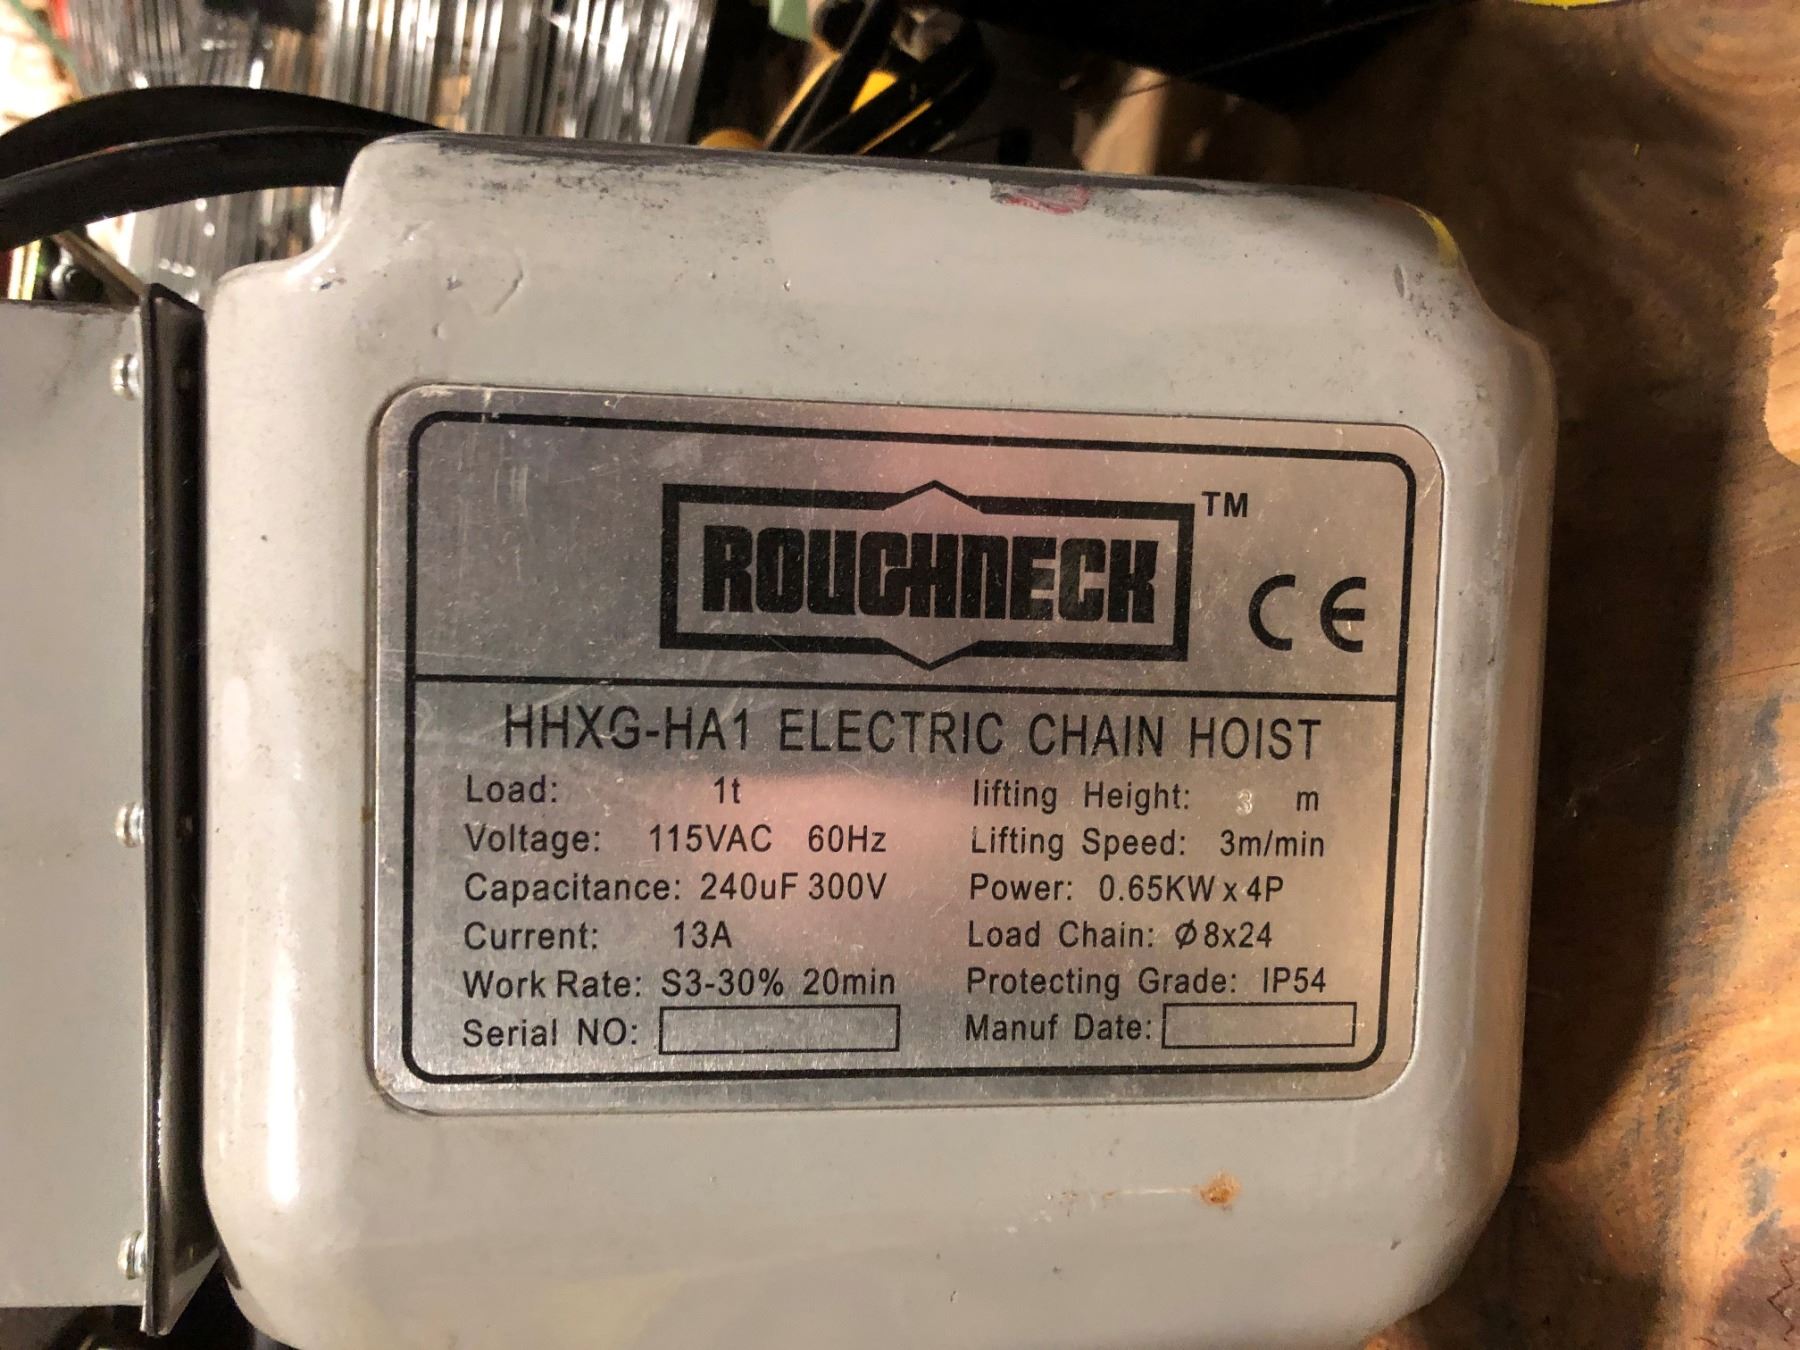 ROUGHNECK TM
CE
HHXG-HA1 ELECTRIC CHAIN HOIST
Load: 1t lifting Height: 3 m
Voltage: 115VAC 60Hz Lifting Speed: 3m/min
Capacitance: 240uF 300V Power: 0.65KW x 4P
Current: 13A Load Chain: Ø8x24
Work Rate: S3-30% 20min Protecting Grade: IP54
Serial NO: Manuf Date: